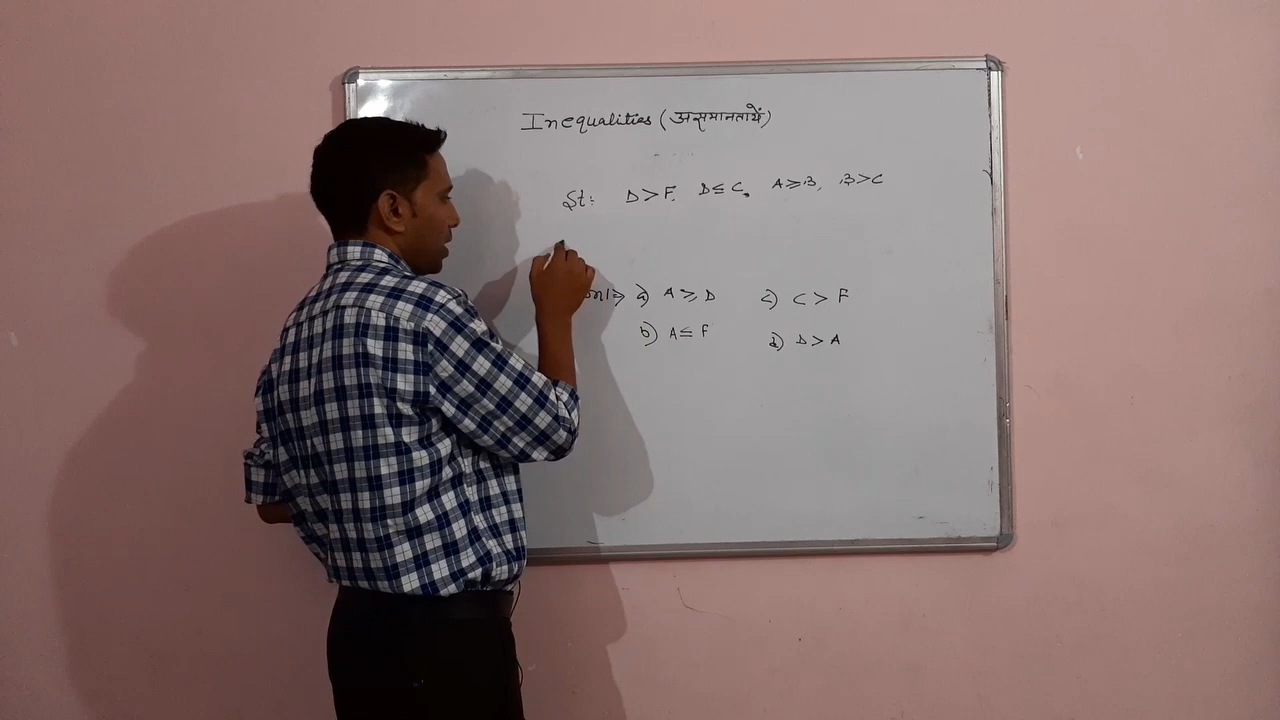 Inequalities (असमानतायें)
St: D > F, D ≤ C, A ≥ B, B > C
a) A ≥ D c) C > F
b) A ≤ F d) D > A